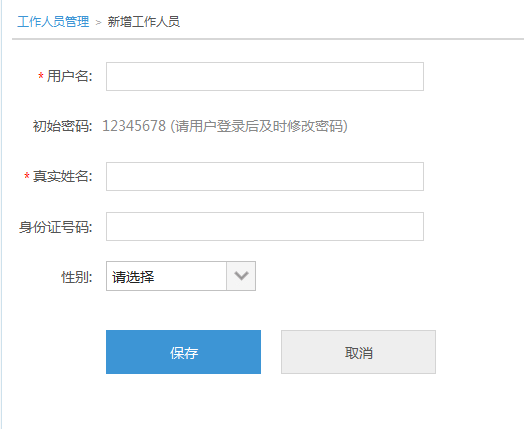 工作人员管理 > 新增工作人员
* 用户名:
初始密码: 12345678 (请用户登录后及时修改密码)
* 真实姓名:
身份证号码:
性别: 请选择
保存 取消